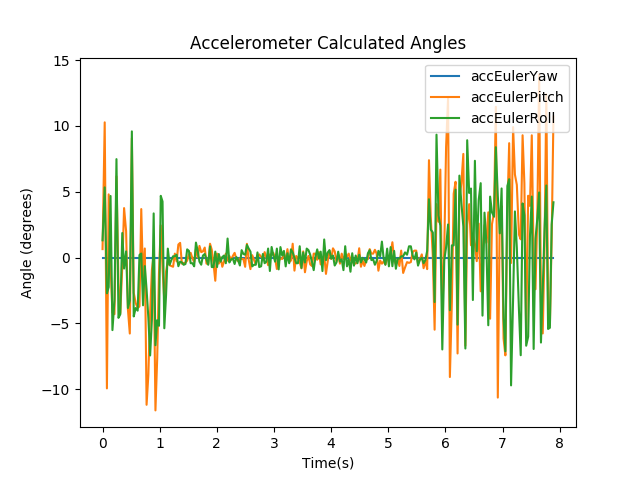 Accelerometer Calculated Angles
accEulerYaw
accEulerPitch
accEulerRoll
Angle (degrees)
15
10
5
0
−5
−10
0 1 2 3 4 5 6 7 8
Time(s)